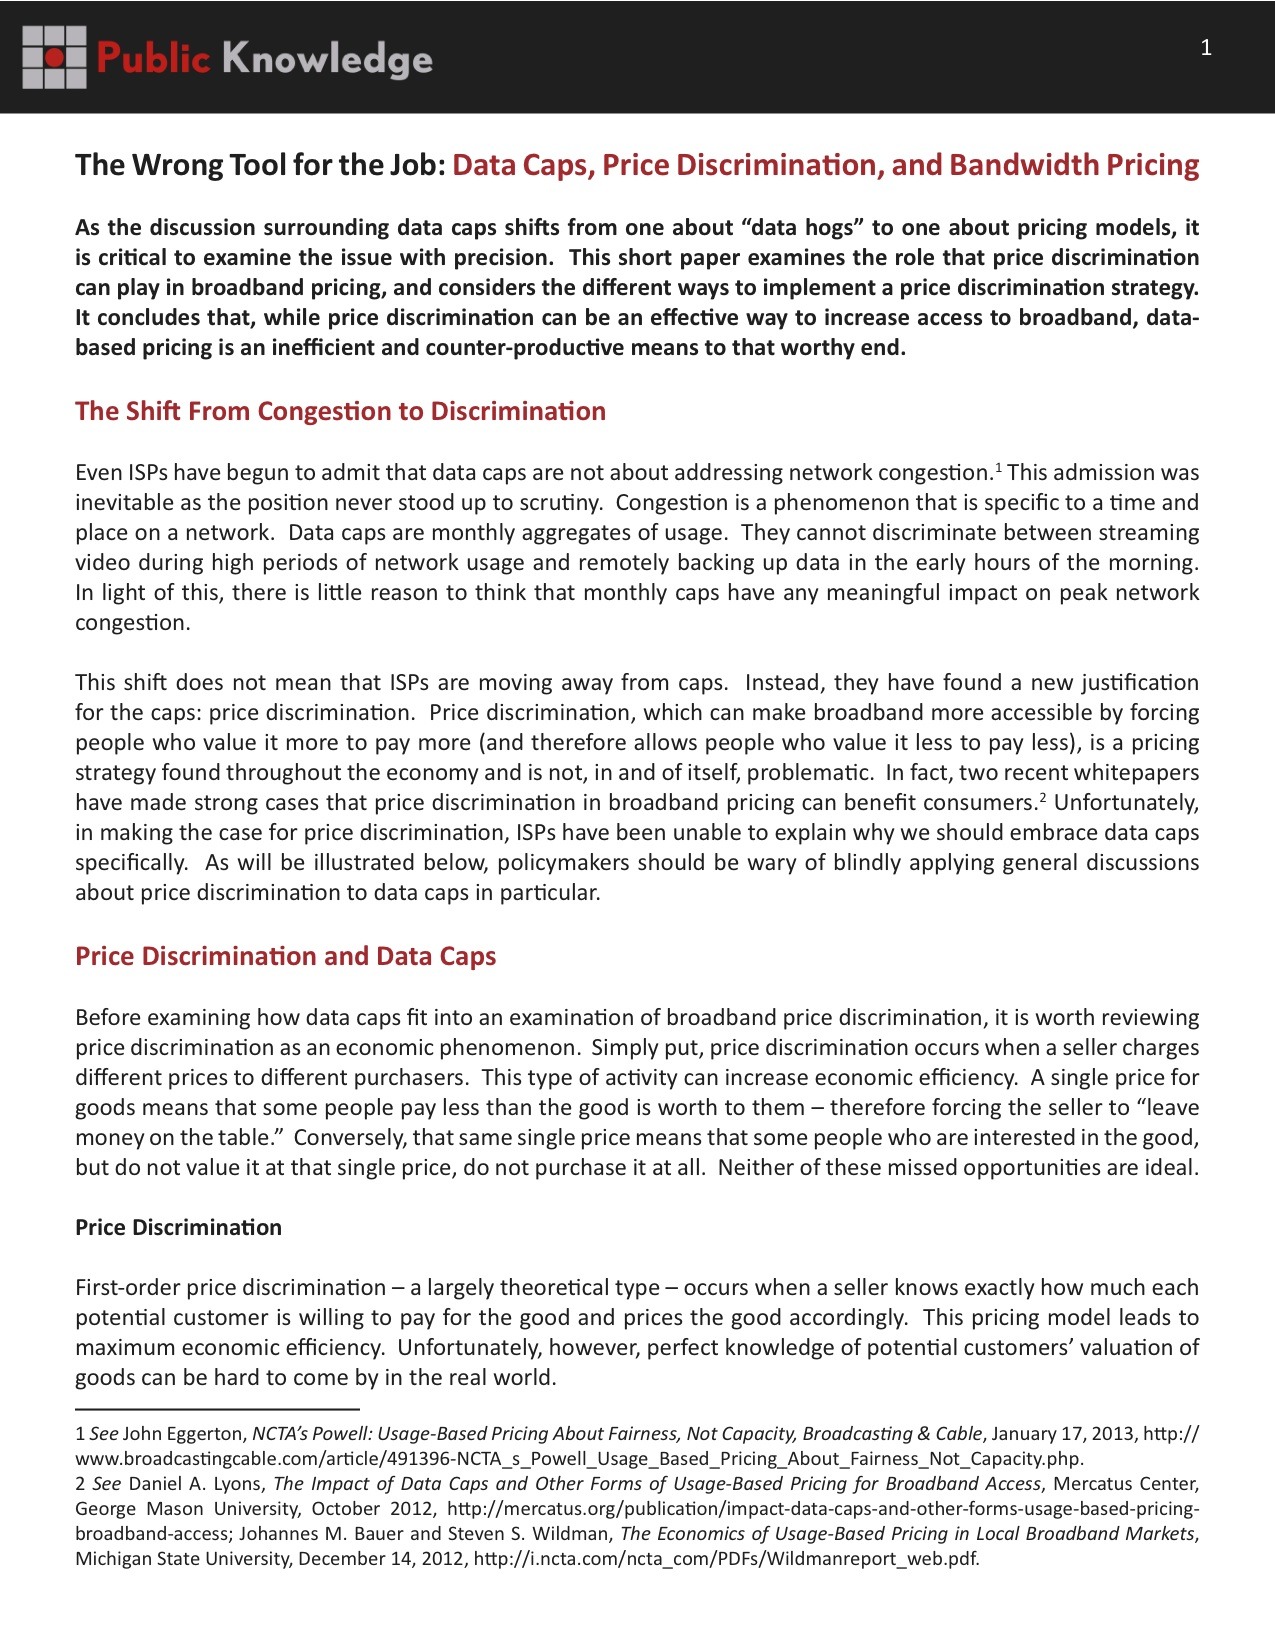 Public Knowledge
1
The Wrong Tool for the Job: Data Caps, Price Discrimination, and Bandwidth Pricing
As the discussion surrounding data caps shifts from one about “data hogs” to one about pricing models, it
is critical to examine the issue with precision.  This short paper examines the role that price discrimination
can play in broadband pricing, and considers the different ways to implement a price discrimination strategy.
It concludes that, while price discrimination can be an effective way to increase access to broadband, data-
based pricing is an inefficient and counter-productive means to that worthy end.
The Shift From Congestion to Discrimination
Even ISPs have begun to admit that data caps are not about addressing network congestion.1 This admission was
inevitable as the position never stood up to scrutiny.  Congestion is a phenomenon that is specific to a time and
place on a network.  Data caps are monthly aggregates of usage.  They cannot discriminate between streaming
video during high periods of network usage and remotely backing up data in the early hours of the morning.
In light of this, there is little reason to think that monthly caps have any meaningful impact on peak network
congestion.
This shift does not mean that ISPs are moving away from caps.  Instead, they have found a new justification
for the caps: price discrimination.  Price discrimination, which can make broadband more accessible by forcing
people who value it more to pay more (and therefore allows people who value it less to pay less), is a pricing
strategy found throughout the economy and is not, in and of itself, problematic.  In fact, two recent whitepapers
have made strong cases that price discrimination in broadband pricing can benefit consumers.2 Unfortunately,
in making the case for price discrimination, ISPs have been unable to explain why we should embrace data caps
specifically.  As will be illustrated below, policymakers should be wary of blindly applying general discussions
about price discrimination to data caps in particular.
Price Discrimination and Data Caps
Before examining how data caps fit into an examination of broadband price discrimination, it is worth reviewing
price discrimination as an economic phenomenon.  Simply put, price discrimination occurs when a seller charges
different prices to different purchasers.  This type of activity can increase economic efficiency.  A single price for
goods means that some people pay less than the good is worth to them – therefore forcing the seller to “leave
money on the table.”  Conversely, that same single price means that some people who are interested in the good,
but do not value it at that single price, do not purchase it at all.  Neither of these missed opportunities are ideal.
Price Discrimination
First-order price discrimination – a largely theoretical type – occurs when a seller knows exactly how much each
potential customer is willing to pay for the good and prices the good accordingly.  This pricing model leads to
maximum economic efficiency.  Unfortunately, however, perfect knowledge of potential customers’ valuation of
goods can be hard to come by in the real world.
1 See John Eggerton, NCTA’s Powell: Usage-Based Pricing About Fairness, Not Capacity, Broadcasting & Cable, January 17, 2013, http://
www.broadcastingcable.com/article/491396-NCTA_s_Powell_Usage_Based_Pricing_About_Fairness_Not_Capacity.php.
2 See Daniel A. Lyons, The Impact of Data Caps and Other Forms of Usage-Based Pricing for Broadband Access, Mercatus Center,
George Mason University, October 2012, http://mercatus.org/publication/impact-data-caps-and-other-forms-usage-based-pricing-
broadband-access; Johannes M. Bauer and Steven S. Wildman, The Economics of Usage-Based Pricing in Local Broadband Markets,
Michigan State University, December 14, 2012, http://i.ncta.com/ncta_com/PDFs/Wildmanreport_web.pdf.